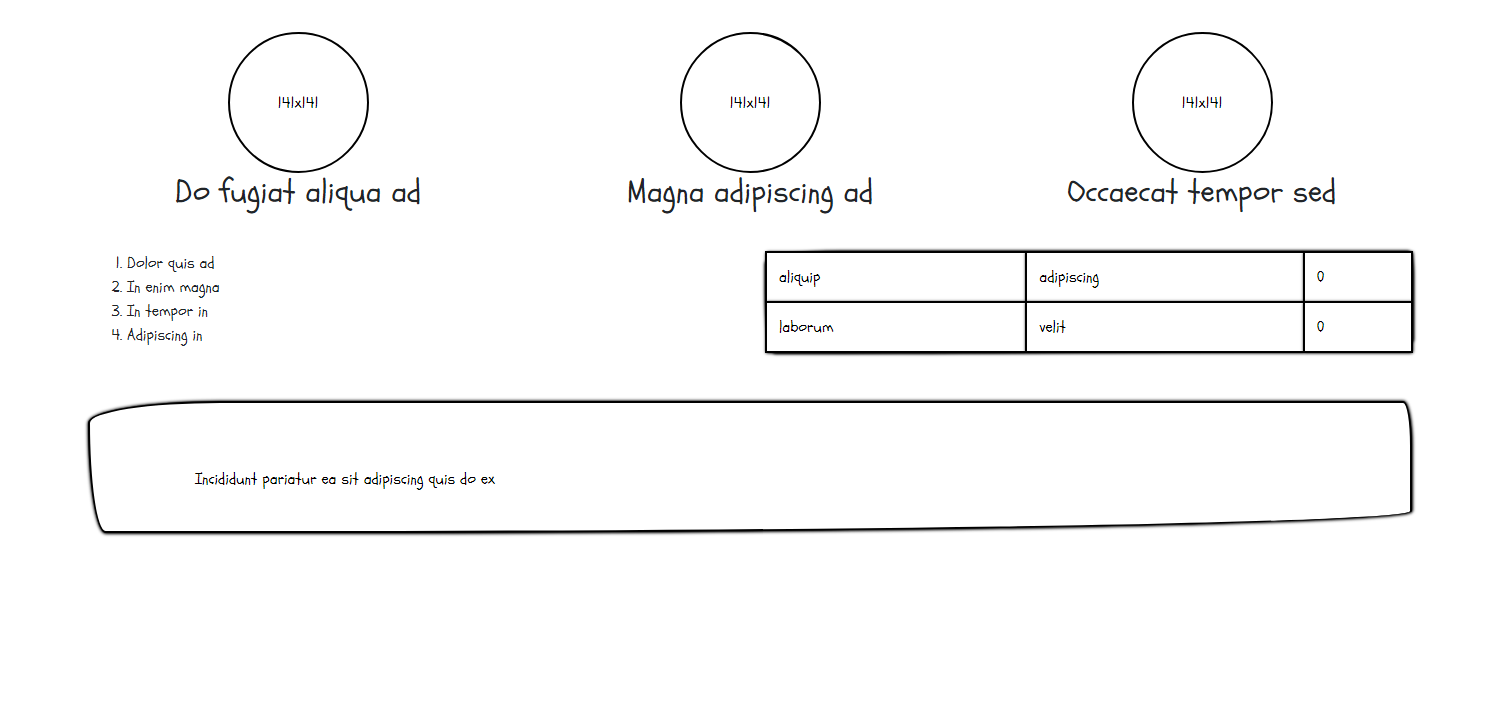 141x141
141x141
141x141
Do fugiat aliqua ad
Magna adipiscing ad
Occaecat tempor sed
1. Dolor quis ad
2. In enim magna
3. In tempor in
4. Adipiscing in
aliquip adipiscing 0
laborum velit 0
Incididunt pariatur ea sit adipiscing quis do ex